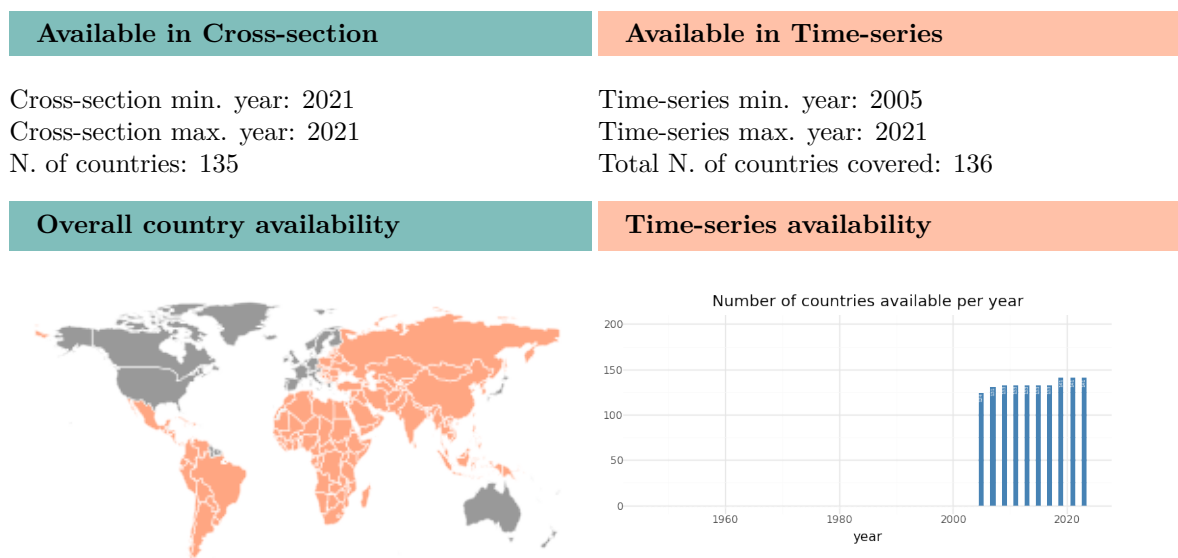 Available in Cross-section
Available in Time-series
Cross-section min. year: 2021
Cross-section max. year: 2021
N. of countries: 135
Time-series min. year: 2005
Time-series max. year: 2021
Total N. of countries covered: 136
Overall country availability
Time-series availability
Number of countries available per year
200
150
100
50
0
1960 1980 2000 2020
year